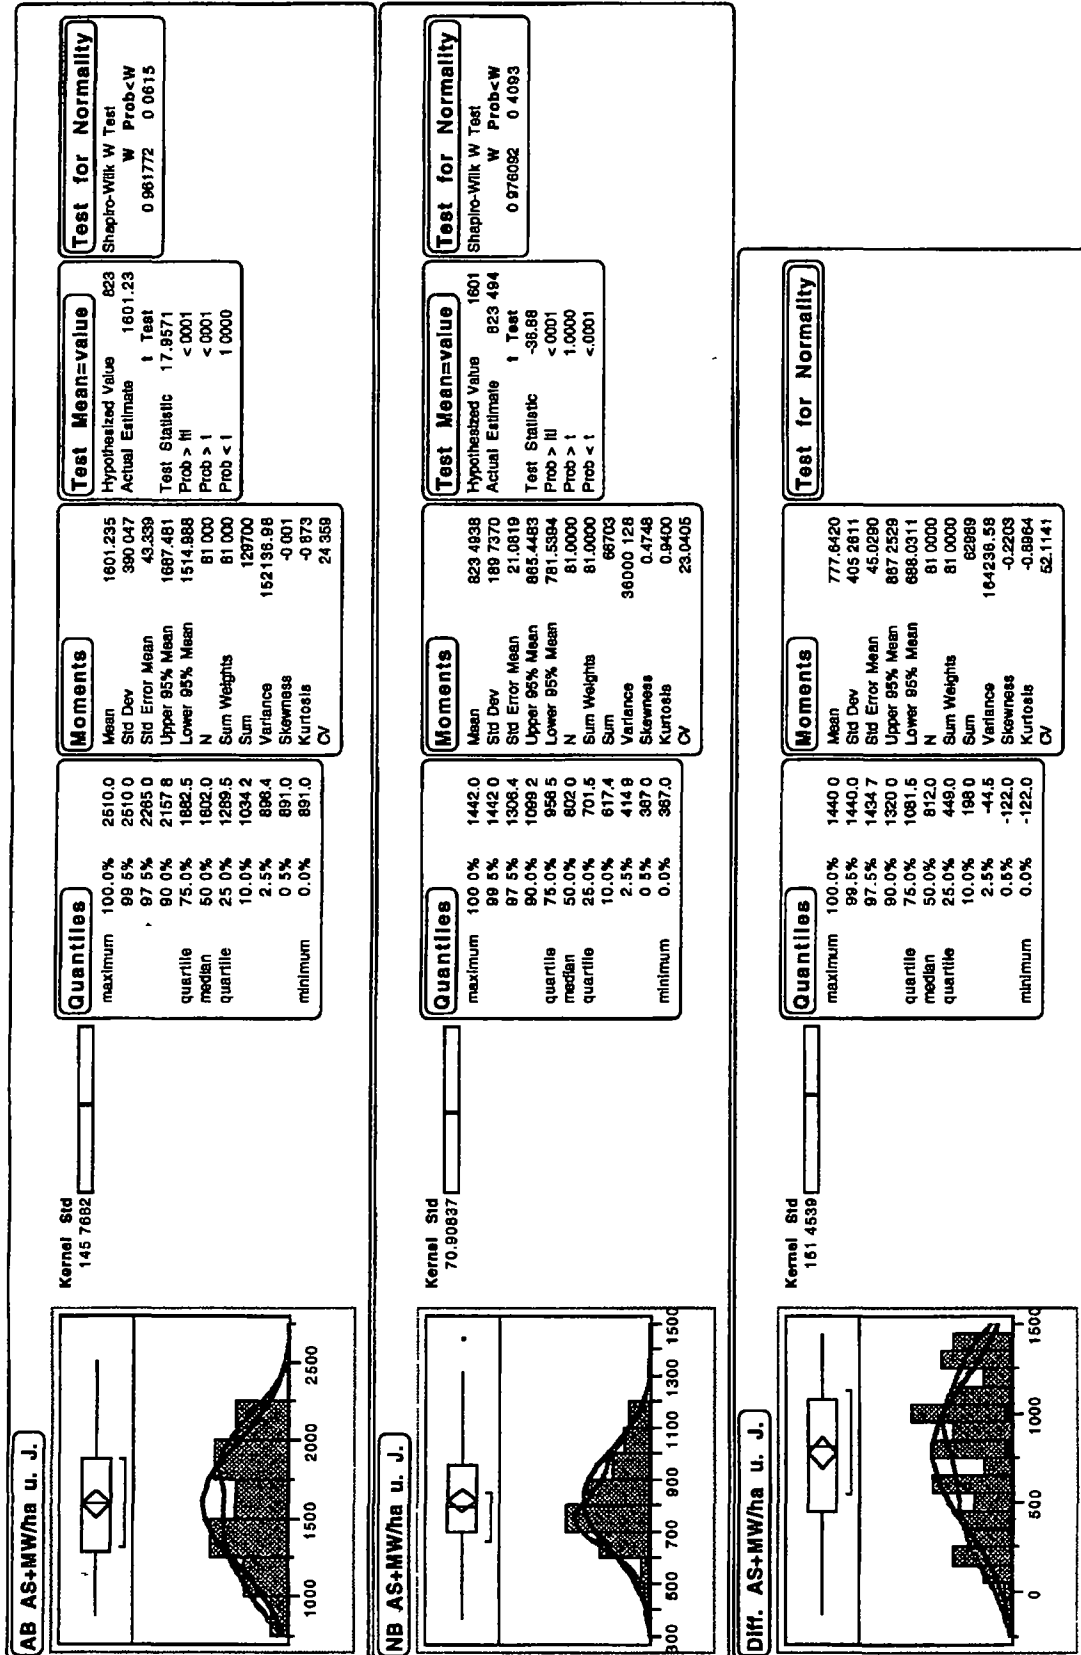 AB AS+MW/ha u. J.
1000 1500 2000 2500
Kernel Std
145 7682
Quantiles
maximum 100.0% 2510.0
99 5% 2510 0
97 5% 2265 0
90 0% 2157 8
quartile 75.0% 1882.5
median 50.0% 1602.0
quartile 25 0% 1289.5
10.0% 1034 2
2.5% 898.4
0 5% 891.0
minimum 0.0% 891.0
Moments
Mean 1601.235
Std Dev 390 047
Std Error Mean 43.339
Upper 95% Mean 1687.481
Lower 95% Mean 1514.988
N 81 000
Sum Weights 81 000
Sum 129700
Variance 152136.98
Skewness -0 001
Kurtosis -0 673
CV 24 359
Test Mean=value
Hypothesized Value 823
Actual Estimate 1601.23
t Test
Test Statistic 17.9571
Prob > |t| <0001
Prob > t <0001
Prob < t 1 0000
Test for Normality
Shapiro-Wilk W Test
W Prob<W
0 961772 0 0615
NB AS+MW/ha u. J.
300 500 700 900 1100 1300 1500
Kernel Std
70.90837
Quantiles
maximum 100 0% 1442.0
99 5% 1442 0
97 5% 1306.4
90.0% 1099 2
quartile 75.0% 956 5
median 50.0% 802 0
quartile 25.0% 701.5
10.0% 617.4
2.5% 414 9
0 5% 367 0
minimum 0.0% 367.0
Moments
Mean 823 4938
Std Dev 189 7370
Std Error Mean 21.0819
Upper 95% Mean 865.4483
Lower 95% Mean 781.5394
N 81.0000
Sum Weights 81.0000
Sum 66703
Variance 36000 128
Skewness 0.4748
Kurtosis 0.9400
CV 23.0405
Test Mean=value
Hypothesized Value 1601
Actual Estimate 823 494
t Test
Test Statistic -36.88
Prob > |t| <0001
Prob > t 1.0000
Prob < t <.0001
Test for Normality
Shapiro-Wilk W Test
W Prob<W
0 976092 0 4093
Diff. AS+MW/ha u. J.
0 500 1000 1500
Kernel Std
151 4539
Quantiles
maximum 100.0% 1440 0
99.5% 1440.0
97.5% 1434 7
90.0% 1320 0
quartile 75.0% 1081.5
median 50.0% 812.0
quartile 25.0% 449.0
10.0% 198 0
2.5% -44.5
0.5% -122.0
minimum 0.0% -122.0
Moments
Mean 777.6420
Std Dev 405 2611
Std Error Mean 45.0290
Upper 95% Mean 867 2529
Lower 95% Mean 688.0311
N 81 0000
Sum Weights 81 0000
Sum 62989
Variance 164236.58
Skewness -0.2203
Kurtosis -0.8964
CV 52.1141
Test for Normality